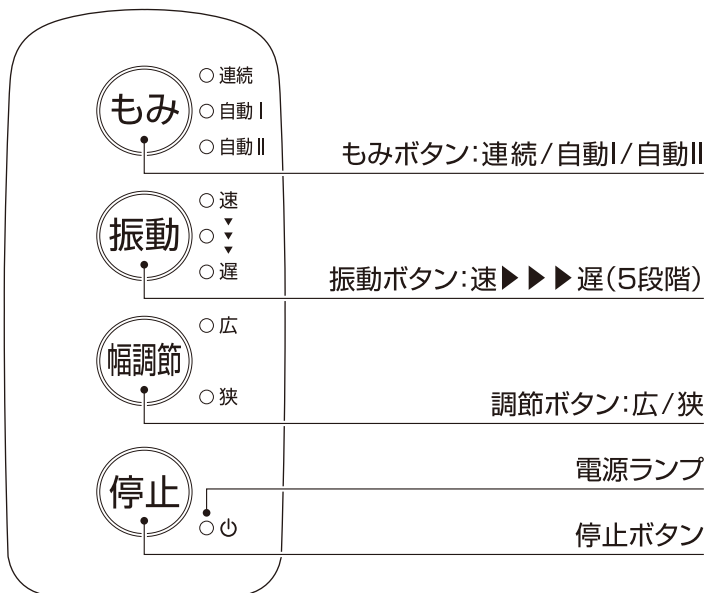 もみ
連続
自動Ⅰ
自動Ⅱ
もみボタン:連続/自動Ⅰ/自動Ⅱ
振動
速
▼
▼
▼
遅
振動ボタン:速▶▶▶遅(5段階)
幅調節
広
狭
調節ボタン:広/狭
電源ランプ
停止
停止ボタン